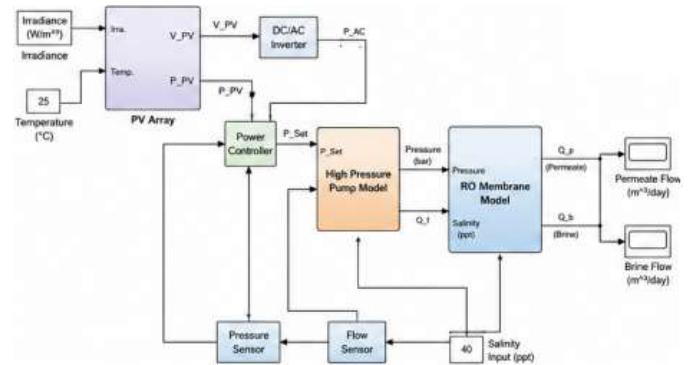 Irradiance
(W/m^²)
Irradiance
25
Temperature
(°C)
Irra.
Temp.
V_PV
P_PV
PV Array
V_PV
P_PV
DC/AC
Inverter
P_AC
Power
Controller
P_Set
P_Set
High Pressure
Pump Model
Pressure
(bar)
Q_f
Pressure
RO Membrane
Model
Salinity
(ppt)
Q_p
(Permeate)
Q_b
(Brine)
Permeate Flow
(m^3/day)
Brine Flow
(m^3/day)
Pressure
Sensor
Flow
Sensor
40
Salinity
Input (ppt)